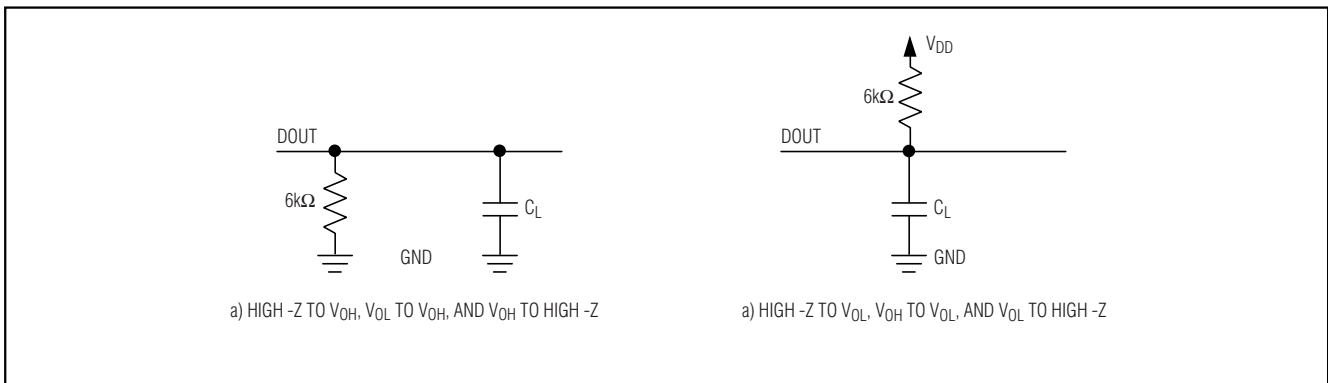 DOUT
6kΩ
C_L
GND
a) HIGH -Z TO V_OH, V_OL TO V_OH, AND V_OH TO HIGH -Z
V_DD
6kΩ
DOUT
C_L
GND
a) HIGH -Z TO V_OL, V_OH TO V_OL, AND V_OL TO HIGH -Z